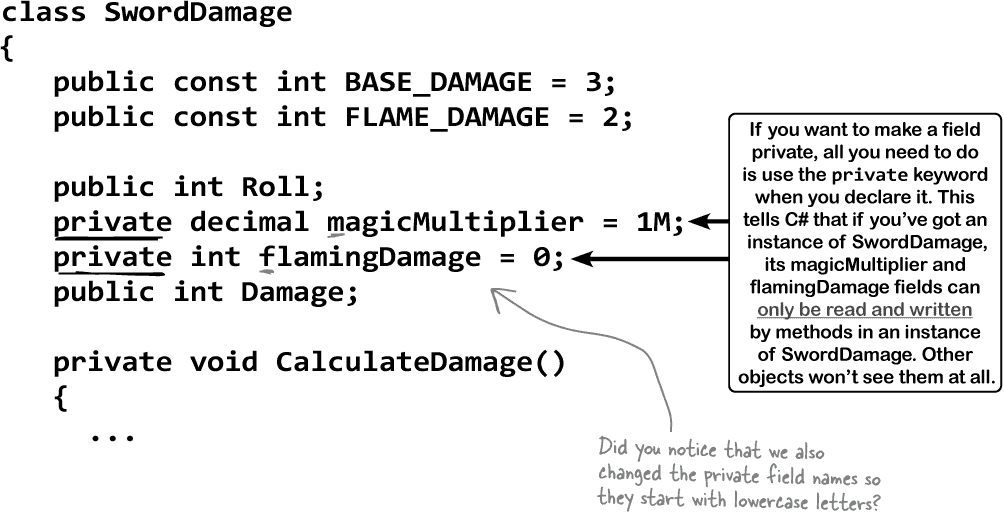 class SwordDamage
{
public const int BASE_DAMAGE = 3;
public const int FLAME_DAMAGE = 2;
public int Roll;
private decimal magicMultiplier = 1M;
private int flamingDamage = 0;
public int Damage;
private void CalculateDamage()
{
...
If you want to make a field
private, all you need to do
is use the private keyword
when you declare it. This
tells C# that if you’ve got an
instance of SwordDamage,
its magicMultiplier and
flamingDamage fields can
only be read and written
by methods in an instance
of SwordDamage. Other
objects won’t see them at all.
Did you notice that we also
changed the private field names so
they start with lowercase letters?